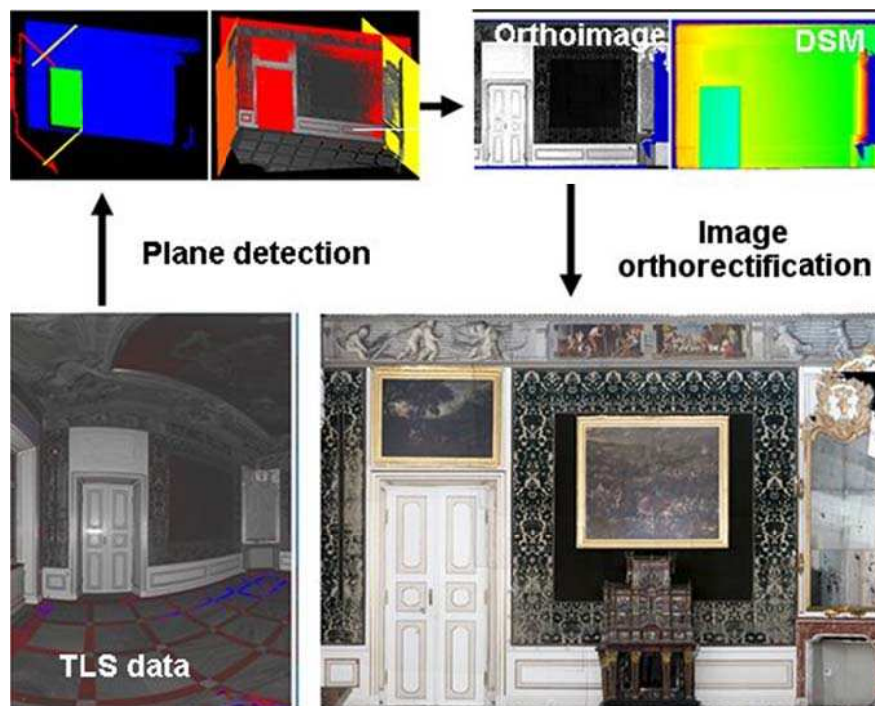 Orthoimage
DSM
Plane detection
Image
orthorectification
TLS data